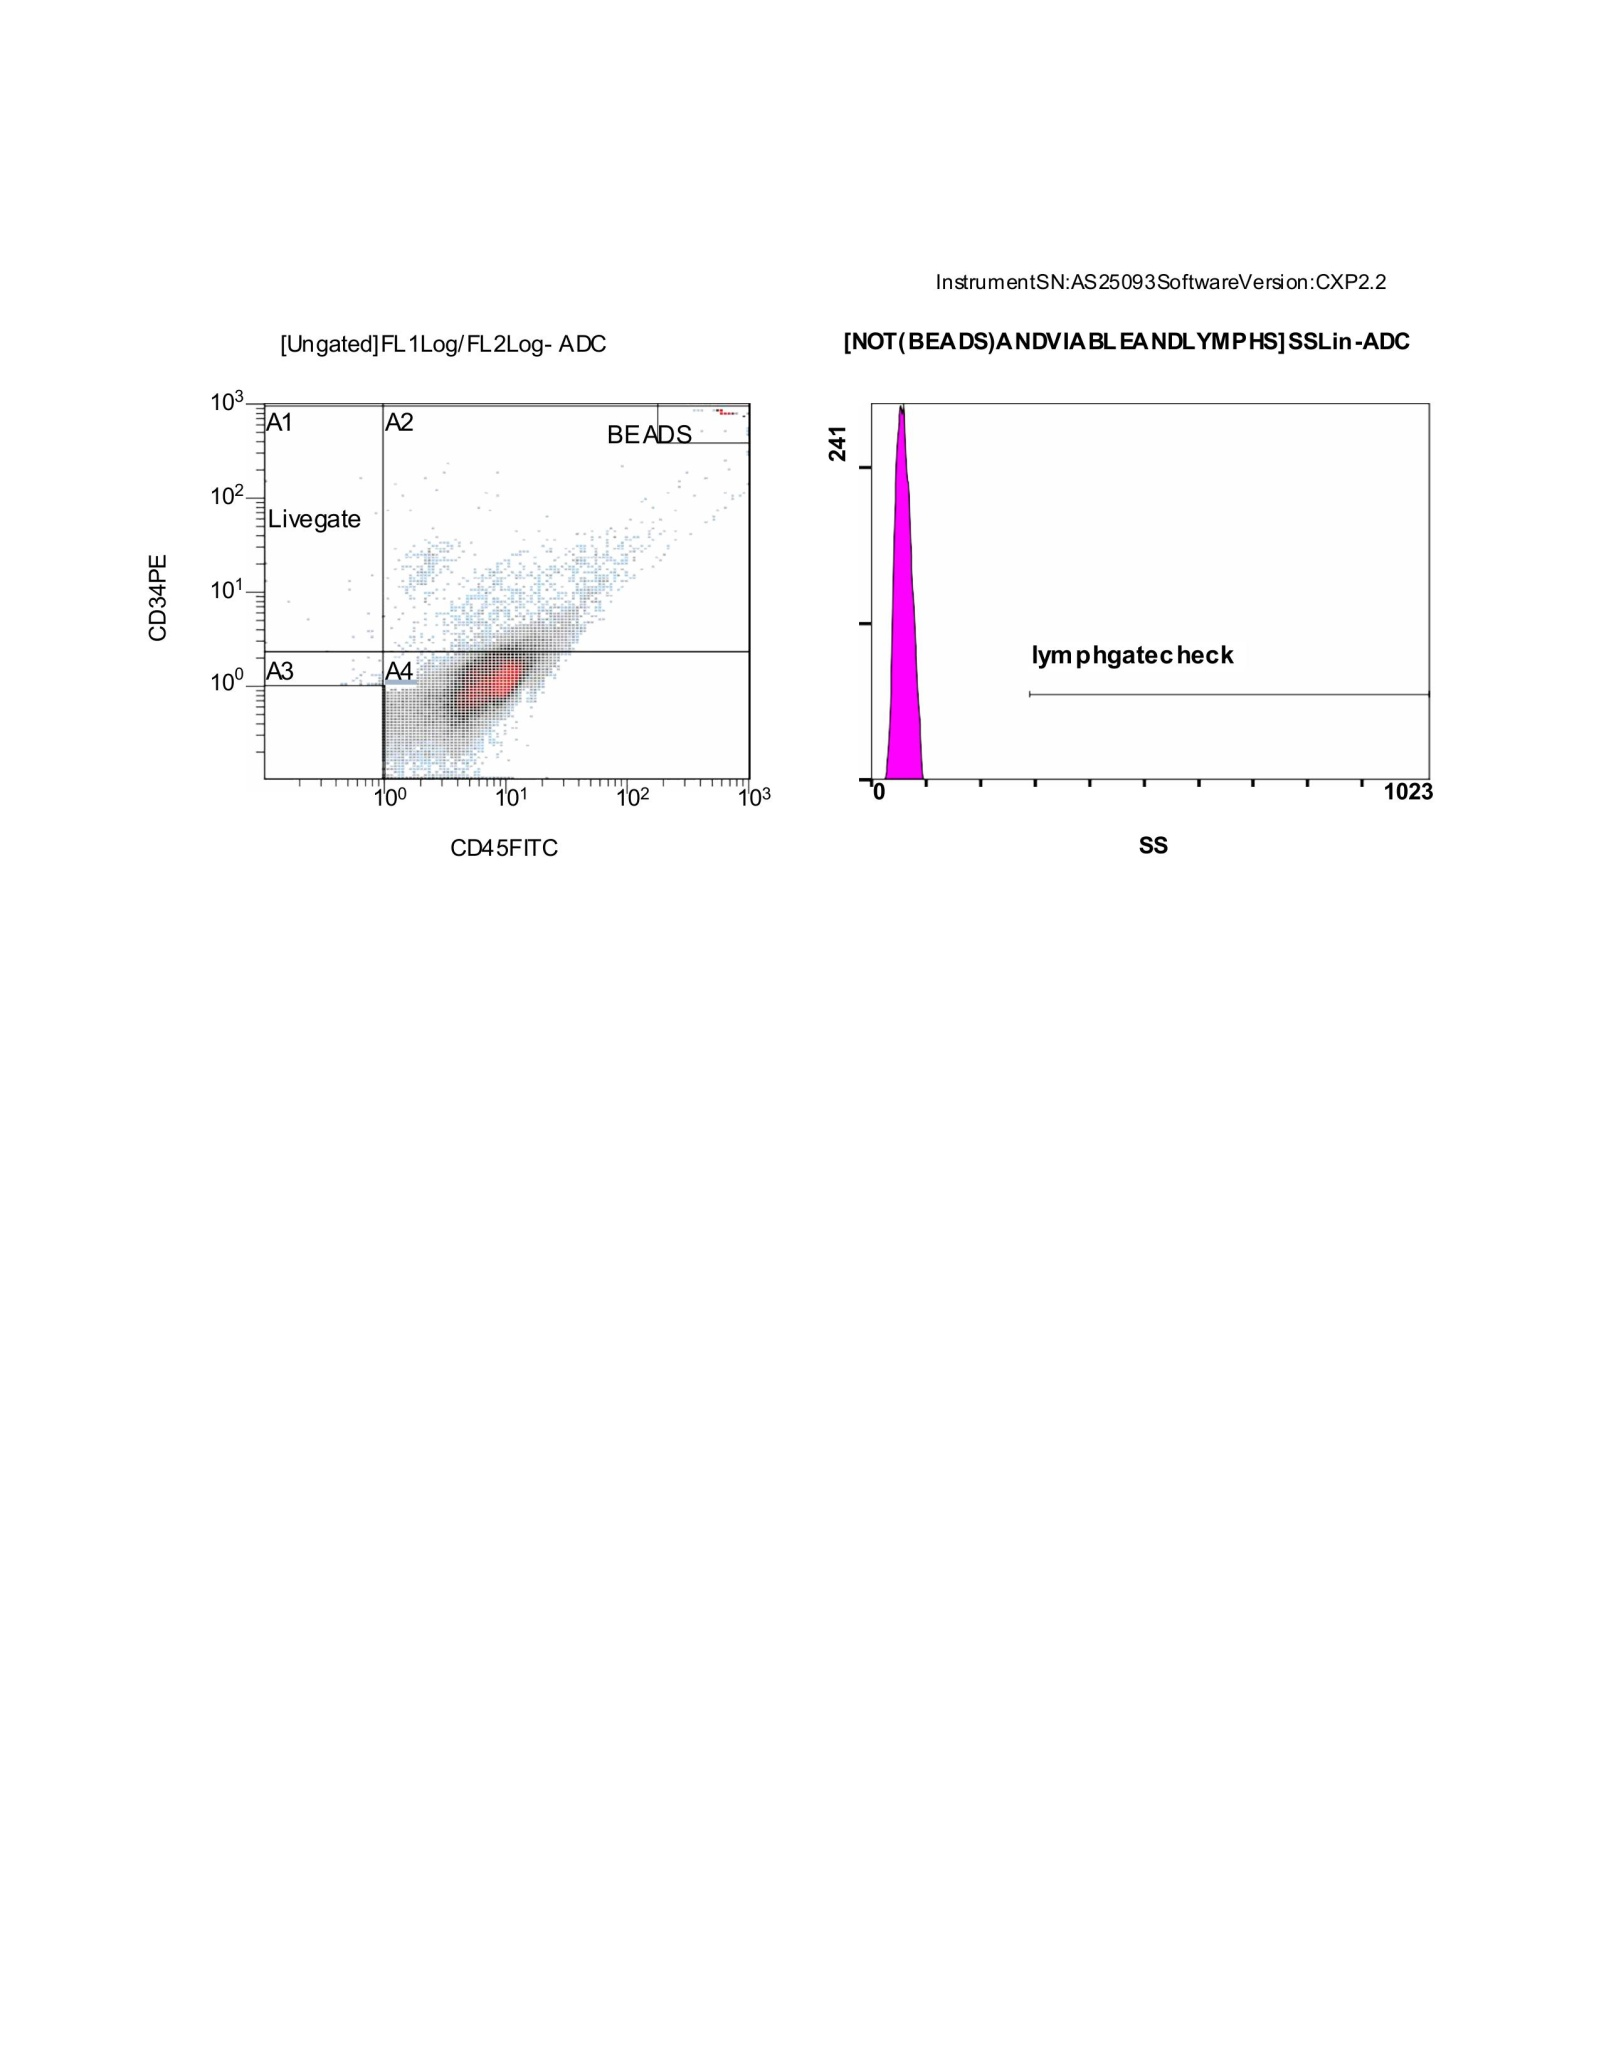 InstrumentSN:AS25093SoftwareVersion:CXP2.2
[Ungated]FL1Log/FL2Log- ADC
[NOT(BEADS)ANDVIABLEANDLYMPHS]SSLin-ADC
10³
A1
A2
BEADS
10²
Livegate
CD34PE
10¹
A3
A4
10⁰
10⁰ 10¹ 10² 10³
CD45FITC
241
lymphgatecheck
0 1023
SS